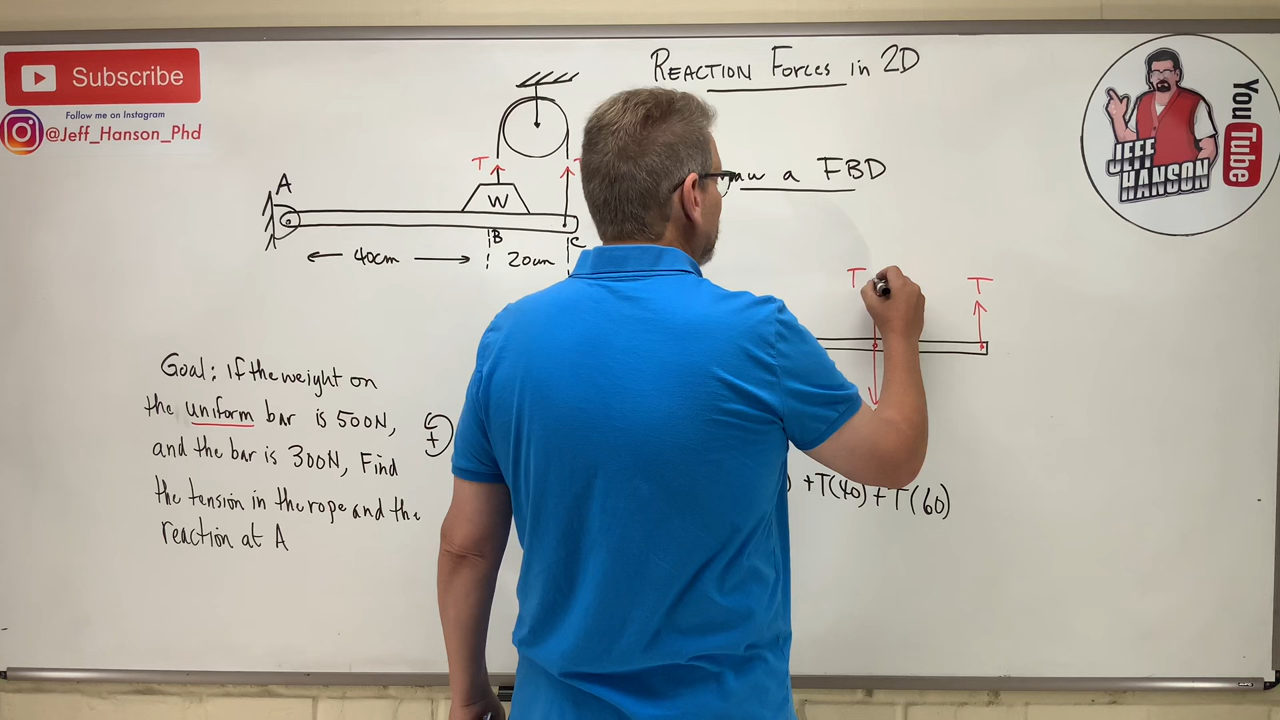 Subscribe
Follow me on Instagram
@Jeff_Hanson_Phd
REACTION Forces in 2D
JEFF
HANSON
YouTube
a FBD
A
T
W
B
C
40cm
20cm
T
T
Goal: if the weight on
the uniform bar is 500N,
and the bar is 300N, Find
the tension in the rope and the
reaction at A
+
) +T(40)+T(60)